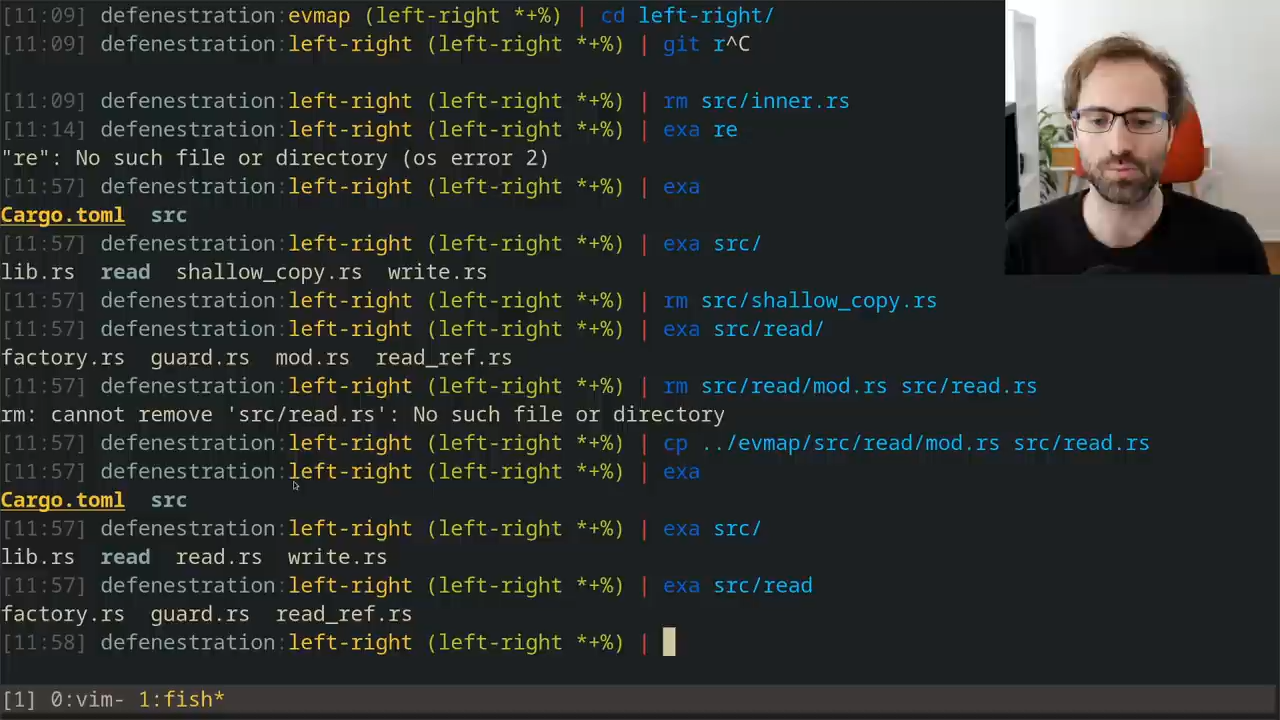 [11:09] defenestration:evmap (left-right *+%) | cd left-right/
[11:09] defenestration:left-right (left-right *+%) | git r^C
[11:09] defenestration:left-right (left-right *+%) | rm src/inner.rs
[11:14] defenestration:left-right (left-right *+%) | exa re
"re": No such file or directory (os error 2)
[11:57] defenestration:left-right (left-right *+%) | exa
Cargo.toml  src
[11:57] defenestration:left-right (left-right *+%) | exa src/
lib.rs  read  shallow_copy.rs  write.rs
[11:57] defenestration:left-right (left-right *+%) | rm src/shallow_copy.rs
[11:57] defenestration:left-right (left-right *+%) | exa src/read/
factory.rs  guard.rs  mod.rs  read_ref.rs
[11:57] defenestration:left-right (left-right *+%) | rm src/read/mod.rs src/read.rs
rm: cannot remove 'src/read.rs': No such file or directory
[11:57] defenestration:left-right (left-right *+%) | cp ../evmap/src/read/mod.rs src/read.rs
[11:57] defenestration:left-right (left-right *+%) | exa
Cargo.toml  src
[11:57] defenestration:left-right (left-right *+%) | exa src/
lib.rs  read  read.rs  write.rs
[11:57] defenestration:left-right (left-right *+%) | exa src/read
factory.rs  guard.rs  read_ref.rs
[11:58] defenestration:left-right (left-right *+%) |
[1] 0:vim- 1:fish*